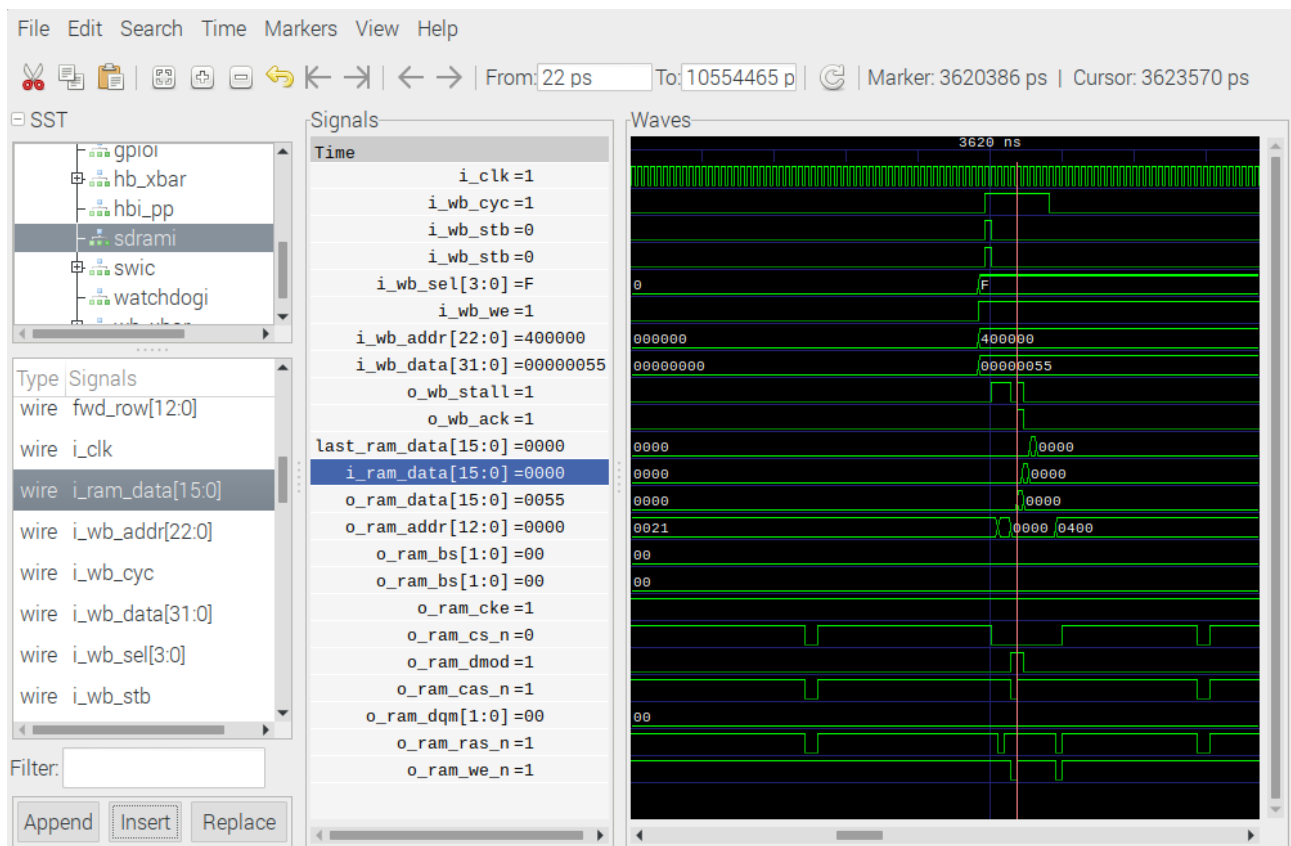 File Edit Search Time Markers View Help
From: 22 ps To: 10554465 p Marker: 3620386 ps | Cursor: 3623570 ps
SST
gpioi
hb_xbar
hbi_pp
sdrami
swic
watchdogi
Type Signals
wire fwd_row[12:0]
wire i_clk
wire i_ram_data[15:0]
wire i_wb_addr[22:0]
wire i_wb_cyc
wire i_wb_data[31:0]
wire i_wb_sel[3:0]
wire i_wb_stb
Filter:
Append Insert Replace
Signals
Time
i_clk=1
i_wb_cyc=1
i_wb_stb=0
i_wb_stb=0
i_wb_sel[3:0]=F
i_wb_we=1
i_wb_addr[22:0]=400000
i_wb_data[31:0]=00000055
o_wb_stall=1
o_wb_ack=1
last_ram_data[15:0]=0000
i_ram_data[15:0]=0000
o_ram_data[15:0]=0055
o_ram_addr[12:0]=0000
o_ram_bs[1:0]=00
o_ram_bs[1:0]=00
o_ram_cke=1
o_ram_cs_n=0
o_ram_dmod=1
o_ram_cas_n=1
o_ram_dqm[1:0]=00
o_ram_ras_n=1
o_ram_we_n=1
Waves
3620 ns
0 F
000000 400000
00000000 00000055
0000 0000
0000 0000
0000 0000
0021 0000 0400
00
00
00